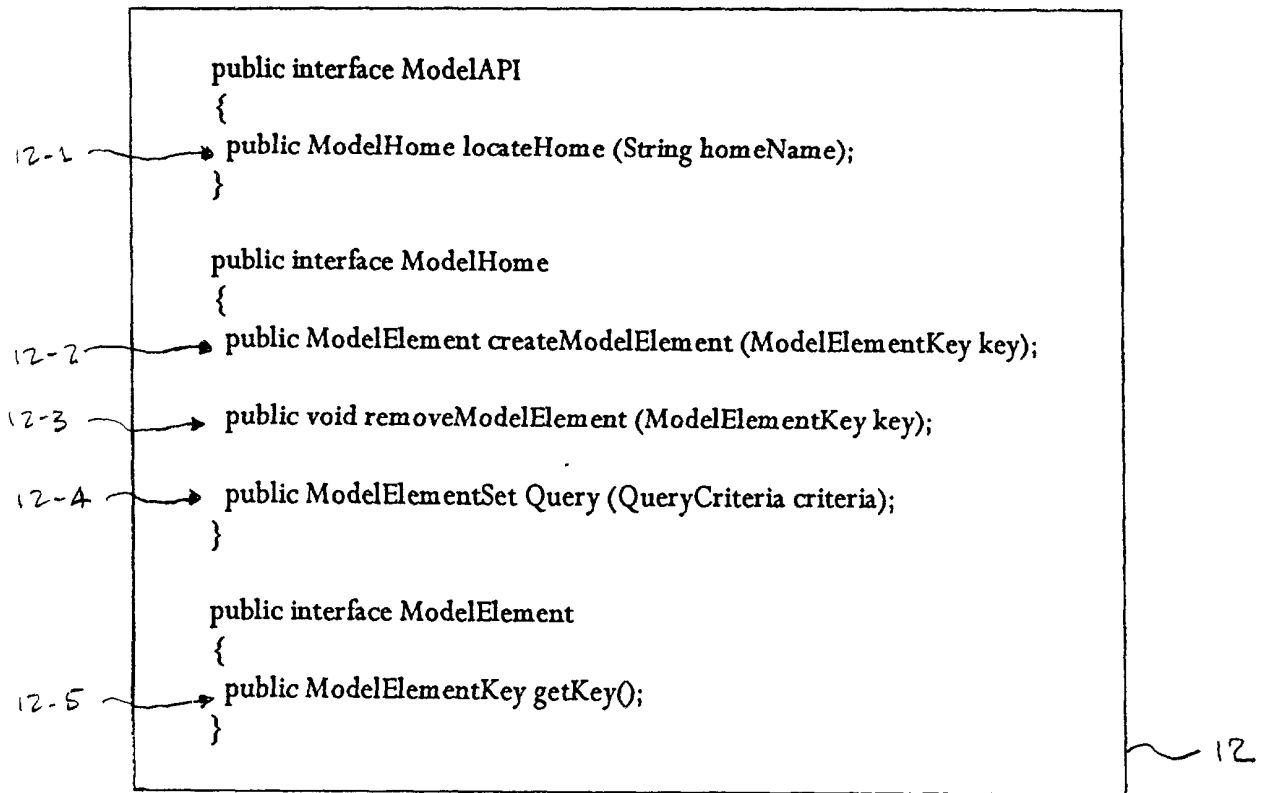 public interface ModelAPI
{
12-1 public ModelHome locateHome (String homeName);
}
public interface ModelHome
{
12-2 public ModelElement createModelElement (ModelElementKey key);
12-3 public void removeModelElement (ModelElementKey key);
12-4 public ModelElementSet Query (QueryCriteria criteria);
}
public interface ModelElement
{
12-5 public ModelElementKey getKey();
}
12